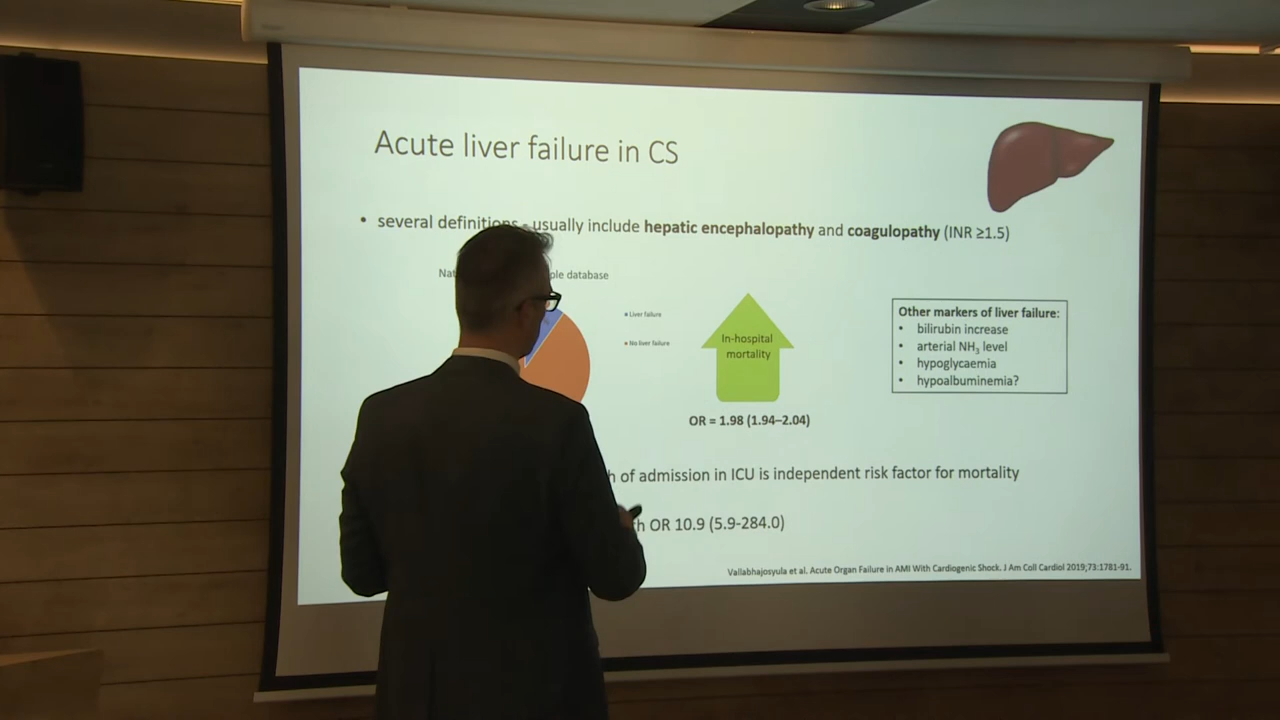 Acute liver failure in CS
• several definitions - usually include hepatic encephalopathy and coagulopathy (INR ≥1.5)
database
Liver failure
No liver failure
In-hospital
mortality
OR = 1.98 (1.94–2.04)
Other markers of liver failure:
• bilirubin increase
• arterial NH3 level
• hypoglycaemia
• hypoalbuminemia?
of admission in ICU is independent risk factor for mortality
OR 10.9 (5.9-284.0)
Vallabhajosyula et al. Acute Organ Failure in AMI With Cardiogenic Shock. J Am Coll Cardiol 2019;73:1781-91.